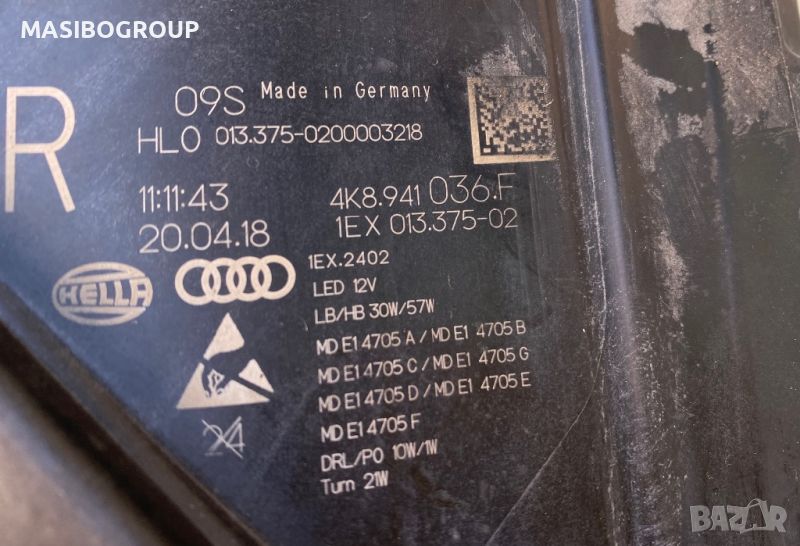 MASIBOGROUP
R
09S Made in Germany
HLO 013.375-0200003218
11:11:43
20.04.18
4K8.941 036.F
1EX 013.375-02
HELLA
1EX.2402
LED 12V
LB/HB 30W/57W
MD E1 4705 A / MD E1 4705 B
MD E1 4705 C / MD E1 4705 G
MD E1 4705 D / MD E1 4705 E
MD E1 4705 F
24
DRL/PO 10W/1W
Turn 21W
BAZAR